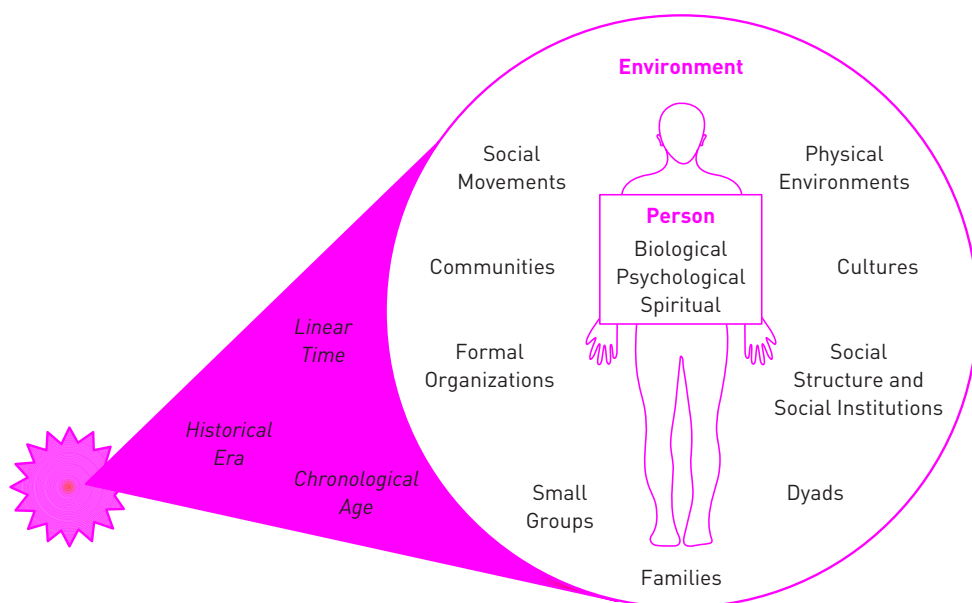 Environment
Social
Movements
Physical
Environments
Person
Biological
Psychological
Spiritual
Communities
Cultures
Linear
Time
Formal
Organizations
Social
Structure and
Social Institutions
Historical
Era
Chronological
Age
Small
Groups
Dyads
Families